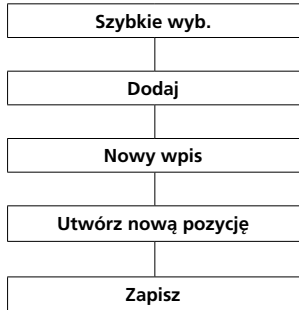 Szybkie wyb.
Dodaj
Nowy wpis
Utwórz nową pozycję
Zapisz